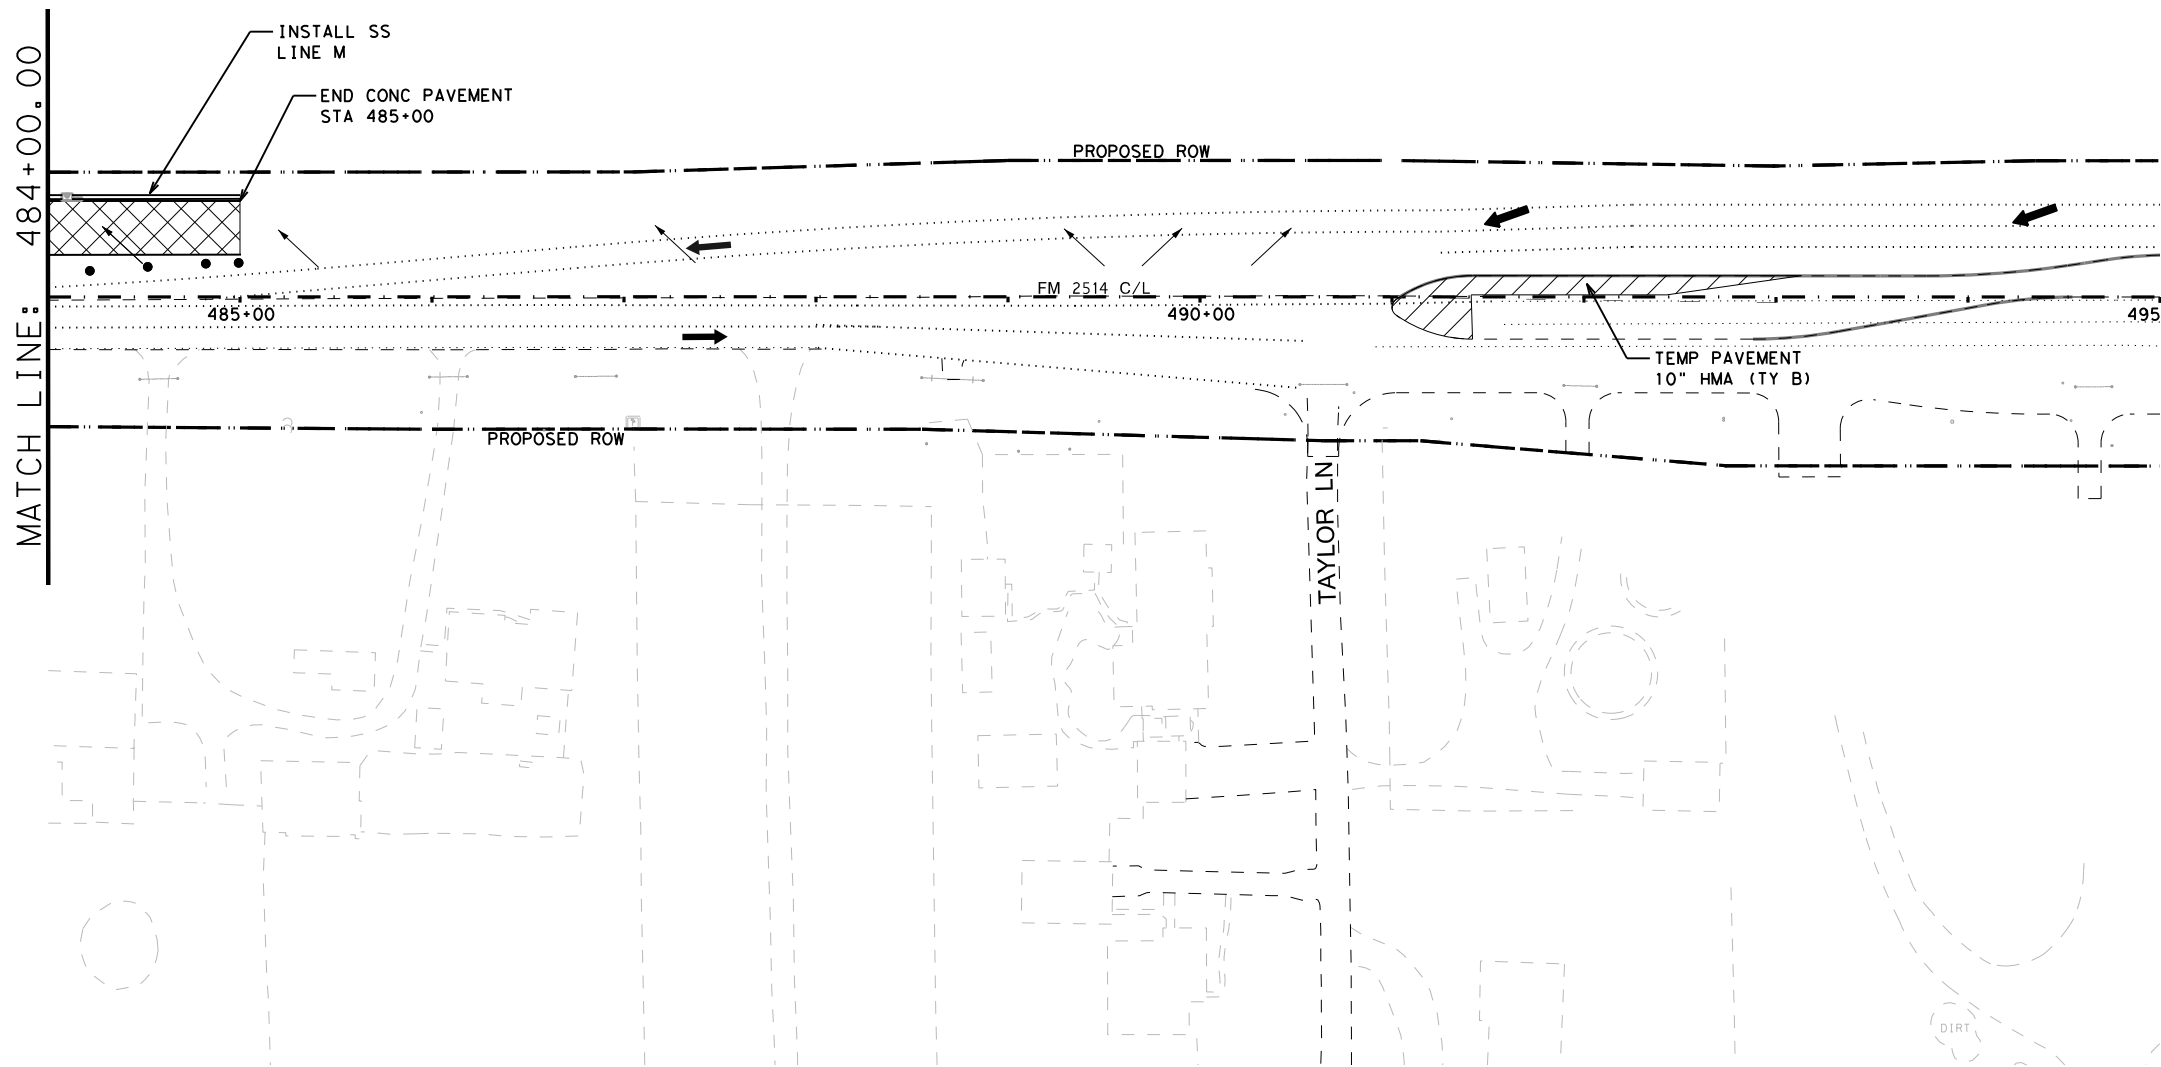 INSTALL SS
LINE M
END CONC PAVEMENT
STA 485+00
MATCH LINE: 484+00.00
PROPOSED ROW
FM 2514 C/L
485+00
490+00
495
TEMP PAVEMENT
10" HMA (TY B)
PROPOSED ROW
TAYLOR LN
DIRT